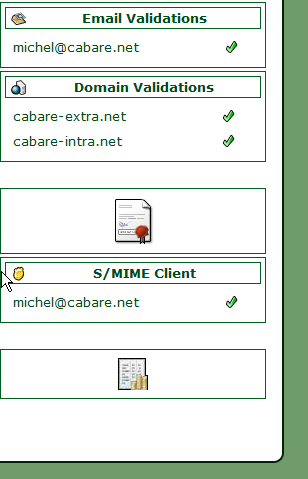 Email Validations
michel@cabare.net
Domain Validations
cabare-extra.net
cabare-intra.net
S/MIME Client
michel@cabare.net